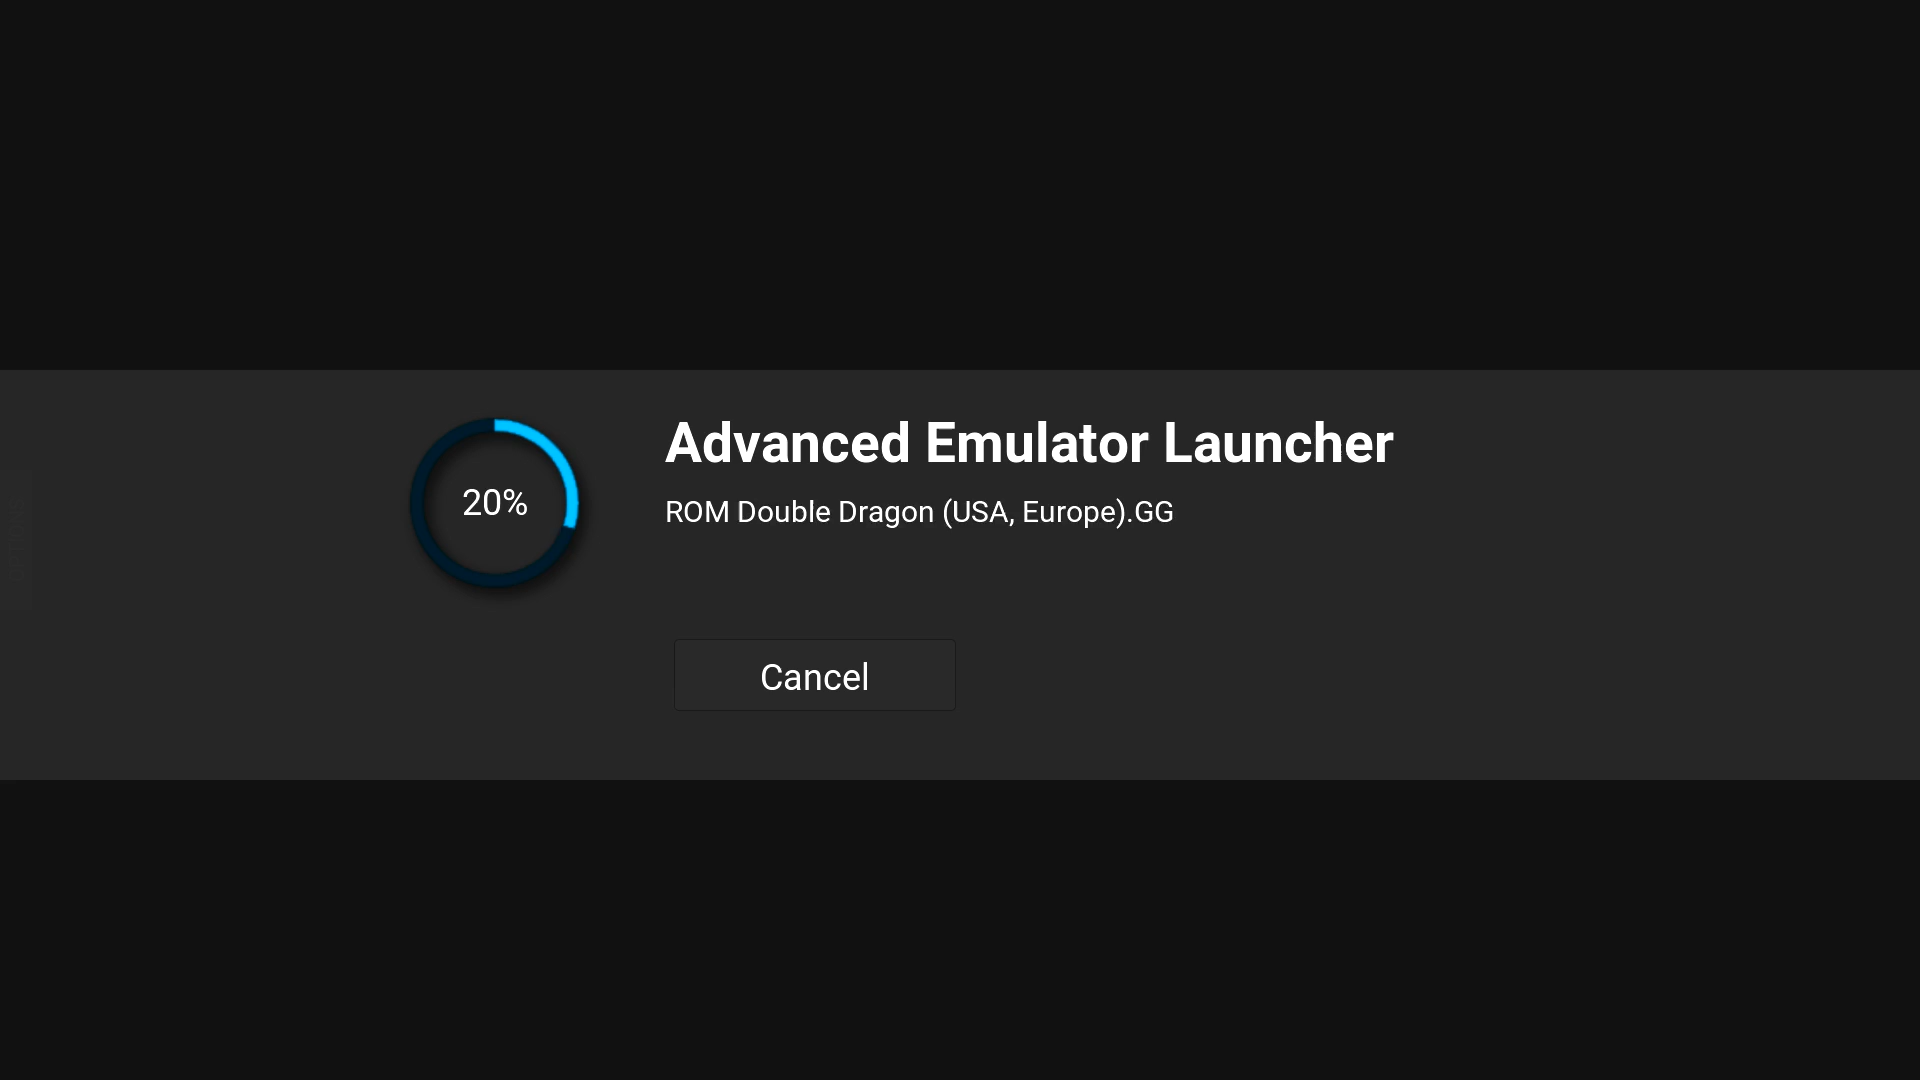 Advanced Emulator Launcher
20%
ROM Double Dragon (USA, Europe).GG
Cancel